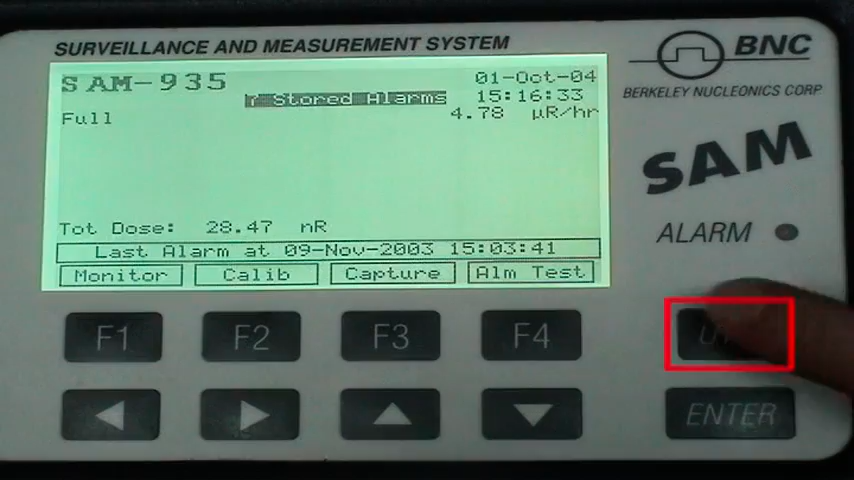 SURVEILLANCE AND MEASUREMENT SYSTEM
BNC
BERKELEY NUCLEONICS CORP
SAM-935
01-Oct-04
r Stored Alarms
15:16:33
Full
4.78 µR/hr
SAM
ALARM
Tot Dose: 28.47 nR
Last Alarm at 09-Nov-2003 15:03:41
Monitor Calib Capture Alm Test
F1 F2 F3 F4
ENTER